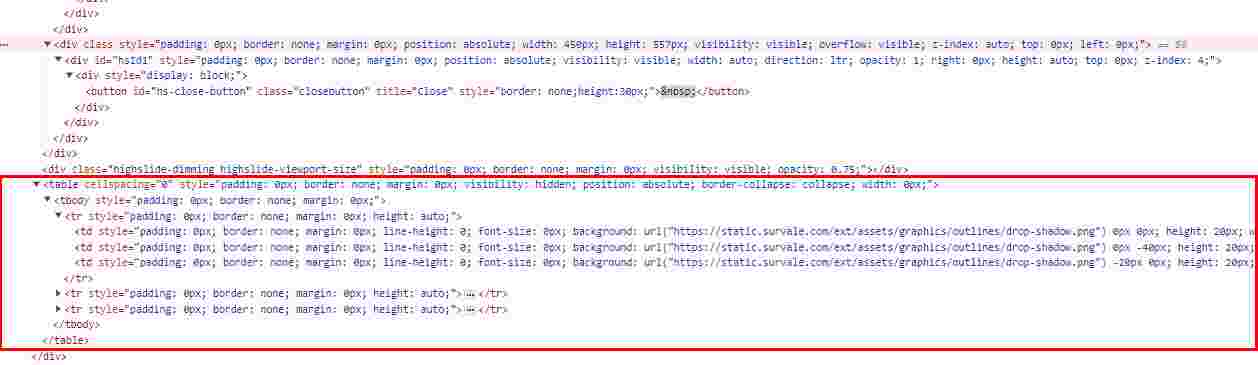 </div>
</div>
</div>
<div class style="padding: 0px; border: none; margin: 0px; position: absolute; width: 450px; height: 557px; visibility: visible; overflow: visible; z-index: auto; top: 0px; left: 0px;"> == $0
<div id="hsId1" style="padding: 0px; border: none; margin: 0px; position: absolute; visibility: visible; width: auto; direction: ltr; opacity: 1; right: 0px; height: auto; top: 0px; z-index: 4;">
<div style="display: block;">
<button id="hs-close-button" class="closebutton" title="Close" style="border: none;height:30px;">&nbsp;</button>
</div>
</div>
</div>
</div>
<div class="highslide-dimming highslide-viewport-size" style="padding: 0px; border: none; margin: 0px; visibility: visible; opacity: 0.75;"></div>
<table cellspacing="0" style="padding: 0px; border: none; margin: 0px; visibility: hidden; position: absolute; border-collapse: collapse; width: 0px;">
<tbody style="padding: 0px; border: none; margin: 0px;">
<tr style="padding: 0px; border: none; margin: 0px; height: auto;">
<td style="padding: 0px; border: none; margin: 0px; line-height: 0; font-size: 0px; background: url("https://static.survale.com/ext/assets/graphics/outlines/drop-shadow.png") 0px 0px; height: 20px; w
<td style="padding: 0px; border: none; margin: 0px; line-height: 0; font-size: 0px; background: url("https://static.survale.com/ext/assets/graphics/outlines/drop-shadow.png") 0px -40px; height: 20px;
<td style="padding: 0px; border: none; margin: 0px; line-height: 0; font-size: 0px; background: url("https://static.survale.com/ext/assets/graphics/outlines/drop-shadow.png") -20px 0px; height: 20px;
</tr>
<tr style="padding: 0px; border: none; margin: 0px; height: auto;">…</tr>
<tr style="padding: 0px; border: none; margin: 0px; height: auto;">…</tr>
</tbody>
</table>
</div>